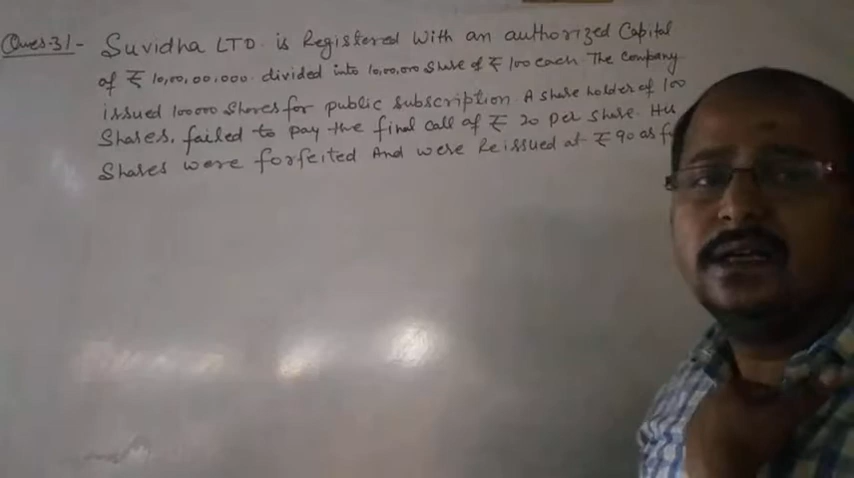 Ques-3/- Suvidha LTD. is Registered with an authorized Capital
of ₹ 10,00,00,000. divided into 10,00,000 Share of ₹ 100 each. The Company
issued 100000 Shares for public subscription. A share holder of 100
Shares, failed to pay the final call of ₹ 20 per share. His
Shares were forfeited And were Reissued at ₹ 90 as